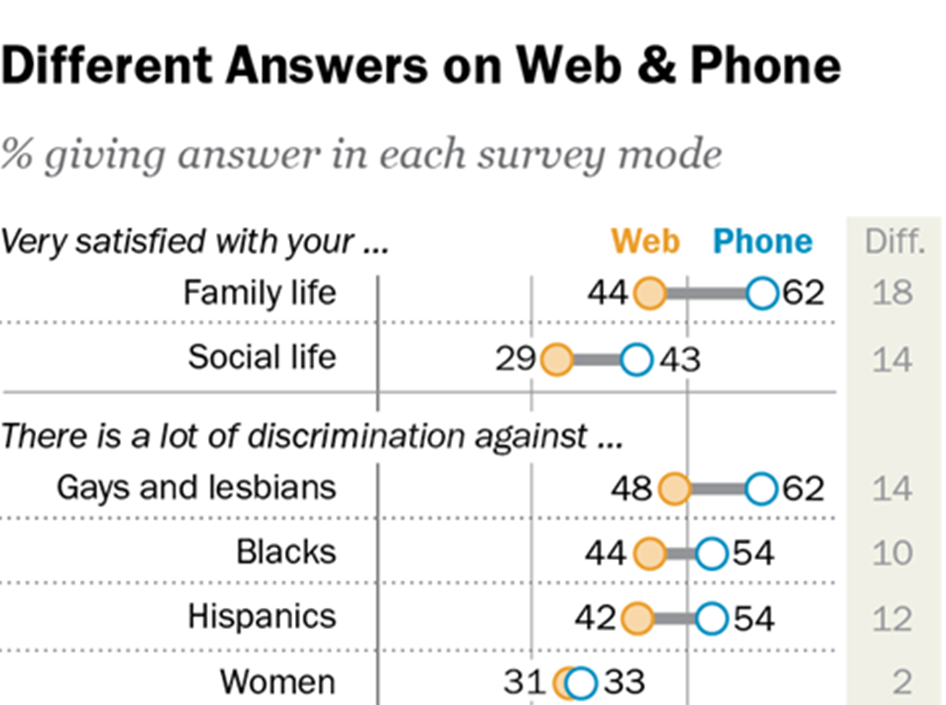 Different Answers on Web & Phone
% giving answer in each survey mode
Very satisfied with your ... Web Phone Diff.
Family life 44 62 18
Social life 29 43 14
There is a lot of discrimination against ...
Gays and lesbians 48 62 14
Blacks 44 54 10
Hispanics 42 54 12
Women 31 33 2